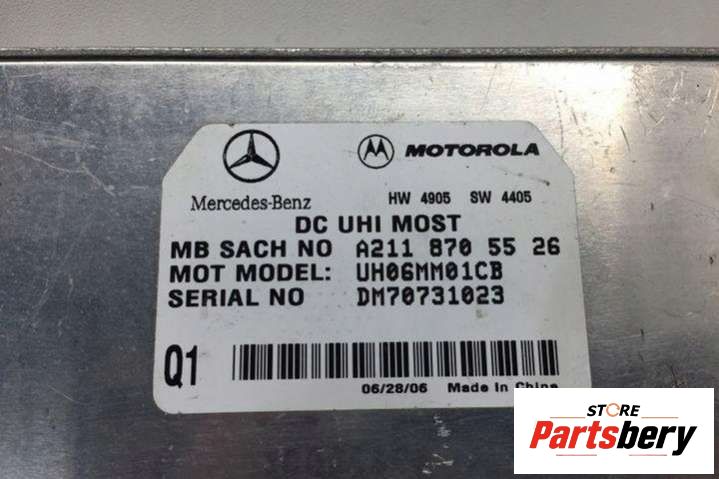 Mercedes-Benz
MOTOROLA
HW 4905 SW 4405
DC UHI MOST
MB SACH NO A211 870 55 26
MOT MODEL: UH06MM01CB
SERIAL NO DM70731023
Q1
06/28/06 Made in China
STORE
Partsbery